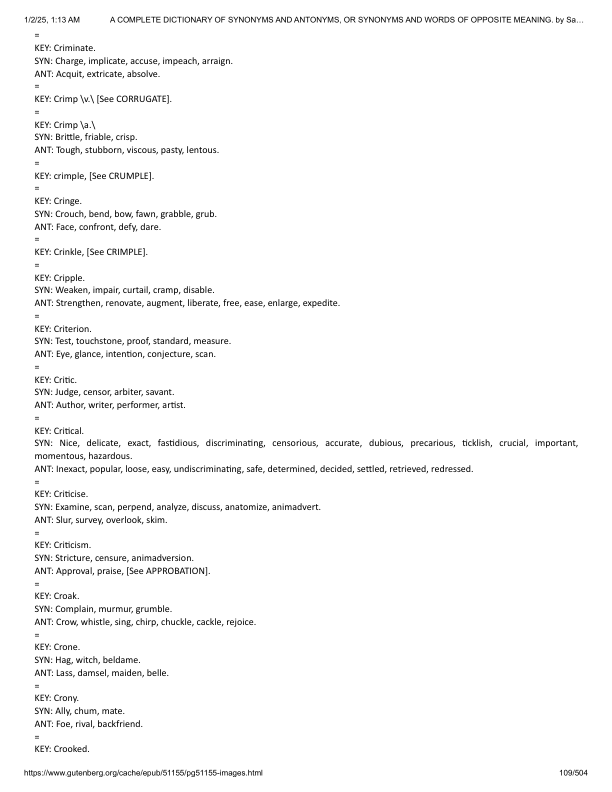 1/2/25, 1:13 AM A COMPLETE DICTIONARY OF SYNONYMS AND ANTONYMS, OR SYNONYMS AND WORDS OF OPPOSITE MEANING. by Sa…
=
KEY: Criminate.
SYN: Charge, implicate, accuse, impeach, arraign.
ANT: Acquit, extricate, absolve.
=
KEY: Crimp \v.\ [See CORRUGATE].
=
KEY: Crimp \a.\
SYN: Brittle, friable, crisp.
ANT: Tough, stubborn, viscous, pasty, lentous.
=
KEY: crimple, [See CRUMPLE].
=
KEY: Cringe.
SYN: Crouch, bend, bow, fawn, grabble, grub.
ANT: Face, confront, defy, dare.
=
KEY: Crinkle, [See CRIMPLE].
=
KEY: Cripple.
SYN: Weaken, impair, curtail, cramp, disable.
ANT: Strengthen, renovate, augment, liberate, free, ease, enlarge, expedite.
=
KEY: Criterion.
SYN: Test, touchstone, proof, standard, measure.
ANT: Eye, glance, intention, conjecture, scan.
=
KEY: Critic.
SYN: Judge, censor, arbiter, savant.
ANT: Author, writer, performer, artist.
=
KEY: Critical.
SYN: Nice, delicate, exact, fastidious, discriminating, censorious, accurate, dubious, precarious, ticklish, crucial, important,
momentous, hazardous.
ANT: Inexact, popular, loose, easy, undiscriminating, safe, determined, decided, settled, retrieved, redressed.
=
KEY: Criticise.
SYN: Examine, scan, perpend, analyze, discuss, anatomize, animadvert.
ANT: Slur, survey, overlook, skim.
=
KEY: Criticism.
SYN: Stricture, censure, animadversion.
ANT: Approval, praise, [See APPROBATION].
=
KEY: Croak.
SYN: Complain, murmur, grumble.
ANT: Crow, whistle, sing, chirp, chuckle, cackle, rejoice.
=
KEY: Crone.
SYN: Hag, witch, beldame.
ANT: Lass, damsel, maiden, belle.
=
KEY: Crony.
SYN: Ally, chum, mate.
ANT: Foe, rival, backfriend.
=
KEY: Crooked.
https://www.gutenberg.org/cache/epub/51155/pg51155-images.html 109/504